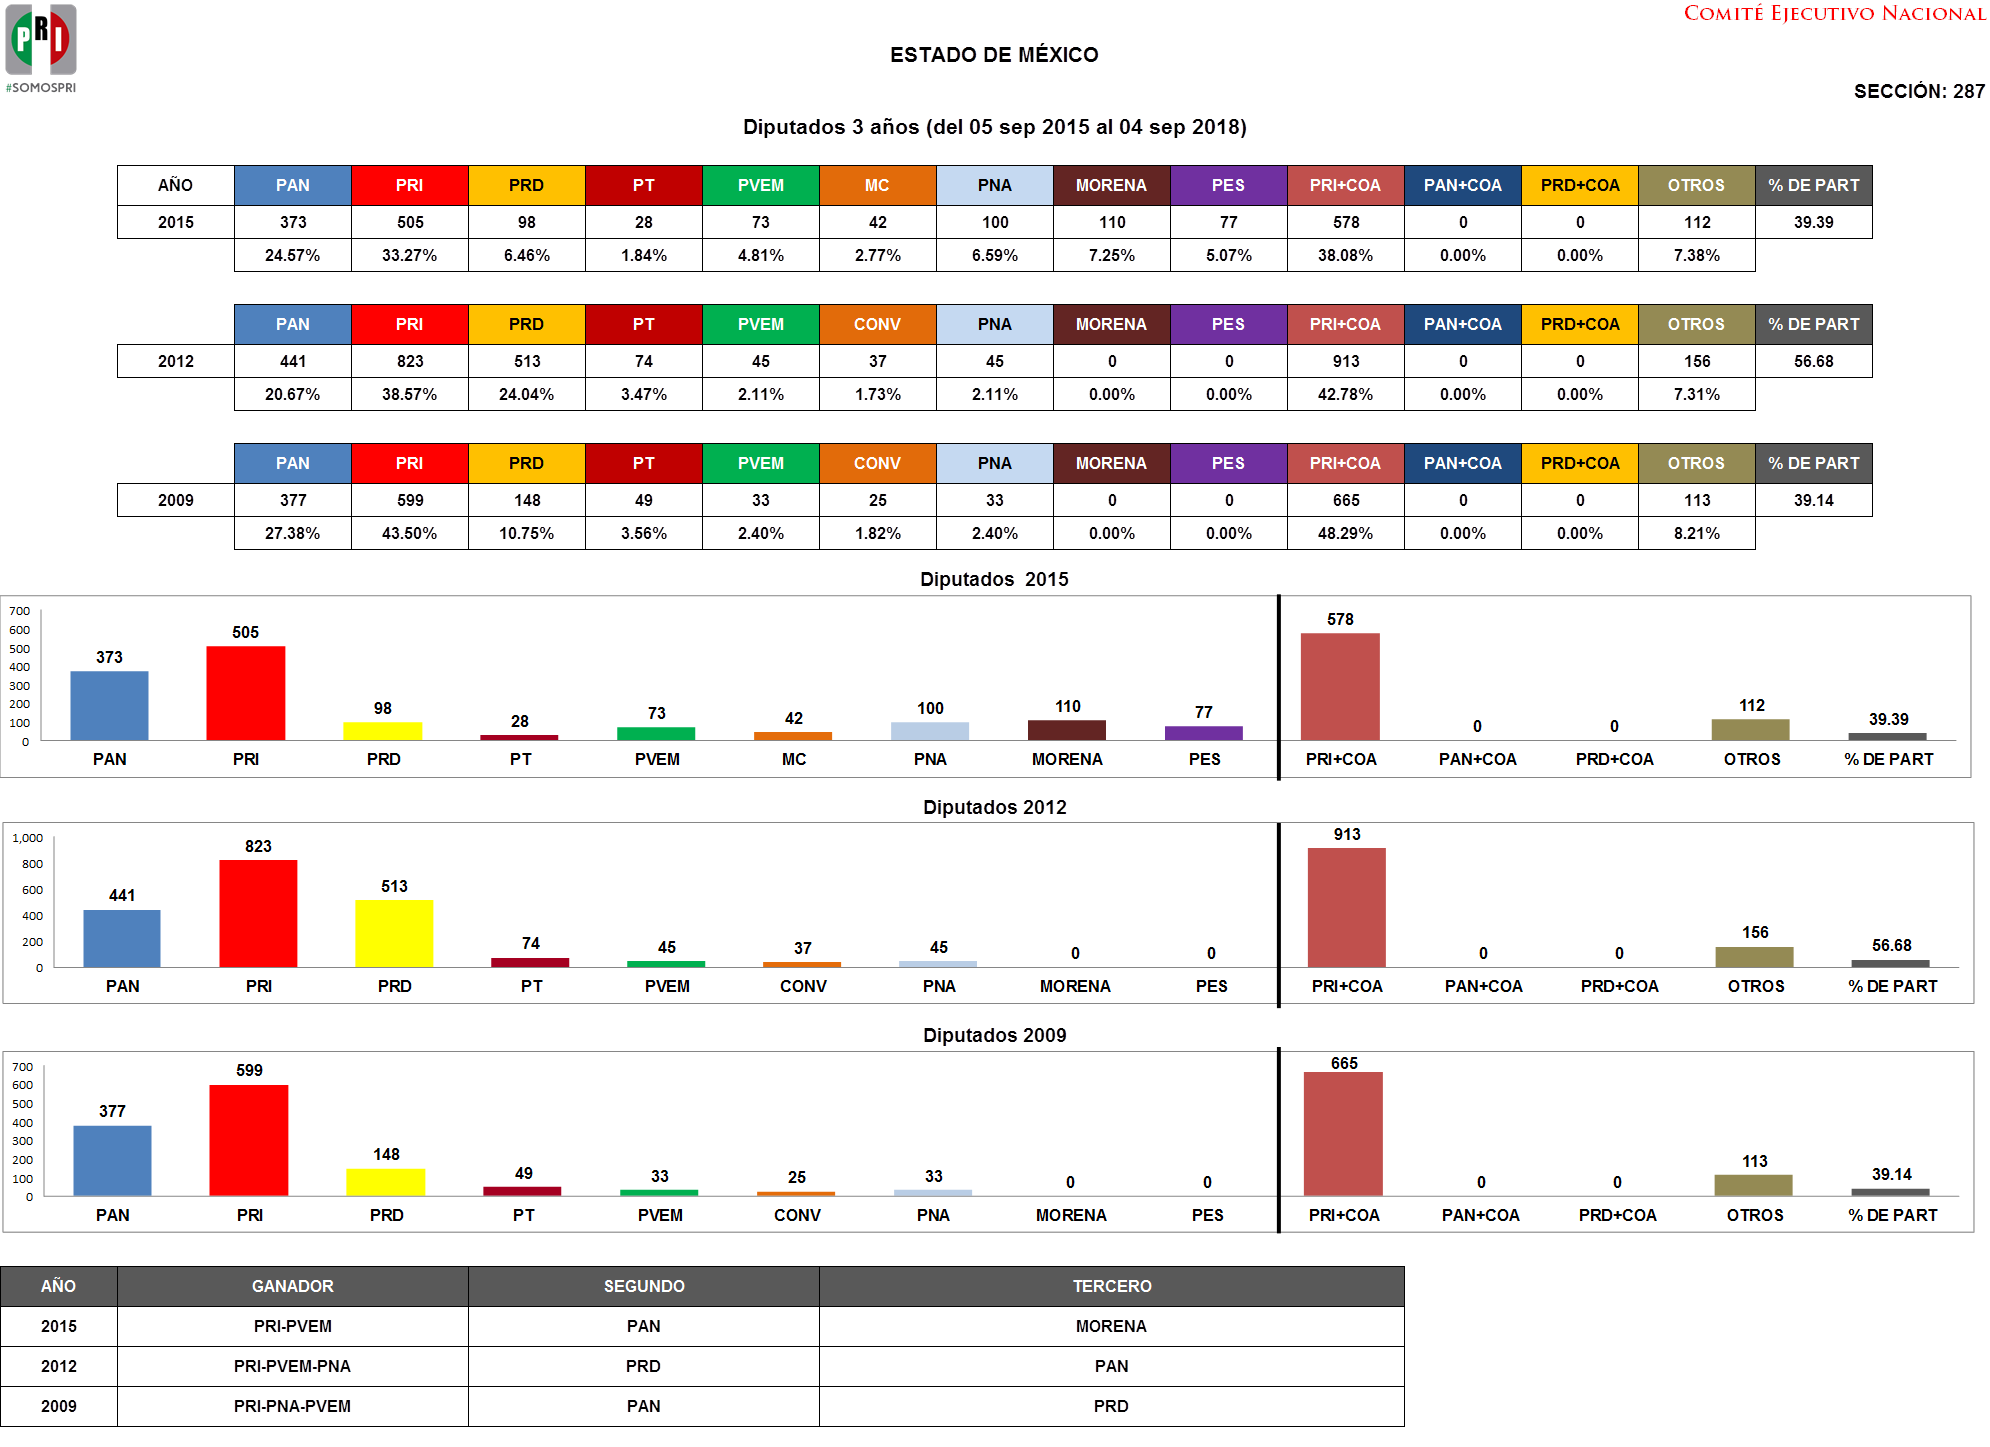 PRI
#SOMOSPRI
COMITÉ EJECUTIVO NACIONAL
ESTADO DE MÉXICO
SECCIÓN: 287
Diputados 3 años (del 05 sep 2015 al 04 sep 2018)
AÑO PAN PRI PRD PT PVEM MC PNA MORENA PES PRI+COA PAN+COA PRD+COA OTROS % DE PART
2015 373 505 98 28 73 42 100 110 77 578 0 0 112 39.39
24.57% 33.27% 6.46% 1.84% 4.81% 2.77% 6.59% 7.25% 5.07% 38.08% 0.00% 0.00% 7.38%
PAN PRI PRD PT PVEM CONV PNA MORENA PES PRI+COA PAN+COA PRD+COA OTROS % DE PART
2012 441 823 513 74 45 37 45 0 0 913 0 0 156 56.68
20.67% 38.57% 24.04% 3.47% 2.11% 1.73% 2.11% 0.00% 0.00% 42.78% 0.00% 0.00% 7.31%
PAN PRI PRD PT PVEM CONV PNA MORENA PES PRI+COA PAN+COA PRD+COA OTROS % DE PART
2009 377 599 148 49 33 25 33 0 0 665 0 0 113 39.14
27.38% 43.50% 10.75% 3.56% 2.40% 1.82% 2.40% 0.00% 0.00% 48.29% 0.00% 0.00% 8.21%
Diputados 2015
700
600
500
400
300
200
100
0
373 505 98 28 73 42 100 110 77 578 0 0 112 39.39
PAN PRI PRD PT PVEM MC PNA MORENA PES PRI+COA PAN+COA PRD+COA OTROS % DE PART
Diputados 2012
1,000
800
600
400
200
0
441 823 513 74 45 37 45 0 0 913 0 0 156 56.68
PAN PRI PRD PT PVEM CONV PNA MORENA PES PRI+COA PAN+COA PRD+COA OTROS % DE PART
Diputados 2009
700
600
500
400
300
200
100
0
377 599 148 49 33 25 33 0 0 665 0 0 113 39.14
PAN PRI PRD PT PVEM CONV PNA MORENA PES PRI+COA PAN+COA PRD+COA OTROS % DE PART
AÑO GANADOR SEGUNDO TERCERO
2015 PRI-PVEM PAN MORENA
2012 PRI-PVEM-PNA PRD PAN
2009 PRI-PNA-PVEM PAN PRD